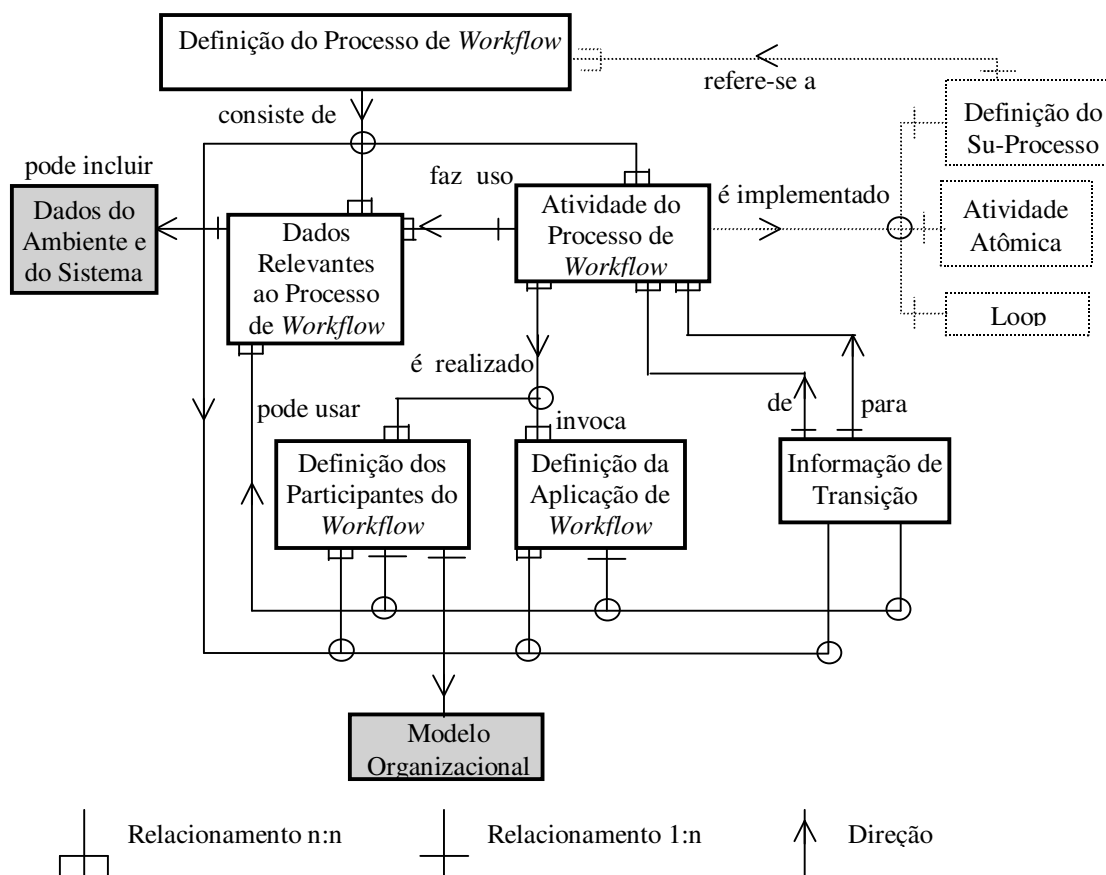 Definição do Processo de Workflow
refere-se a
consiste de
Definição do
Su-Processo
pode incluir
faz uso
é implementado
Dados do
Ambiente e
do Sistema
Dados
Relevantes
ao Processo
de Workflow
Atividade do
Processo de
Workflow
Atividade
Atômica
Loop
é realizado
pode usar
invoca
de
para
Definição dos
Participantes do
Workflow
Definição da
Aplicação de
Workflow
Informação de
Transição
Modelo
Organizacional
Relacionamento n:n
Relacionamento 1:n
Direção